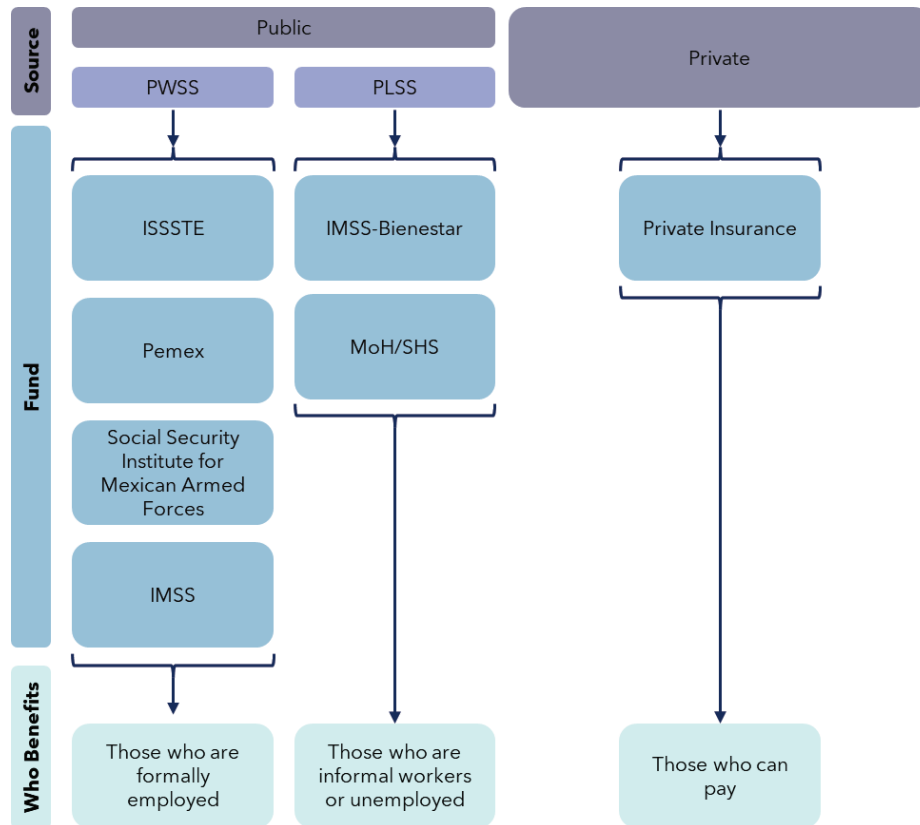 Source
Public
Private
PWSS
PLSS
Fund
ISSSTE
IMSS-Bienestar
Private Insurance
Pemex
MoH/SHS
Social Security
Institute for
Mexican Armed
Forces
IMSS
Who Benefits
Those who are
formally
employed
Those who are
informal workers
or unemployed
Those who can
pay